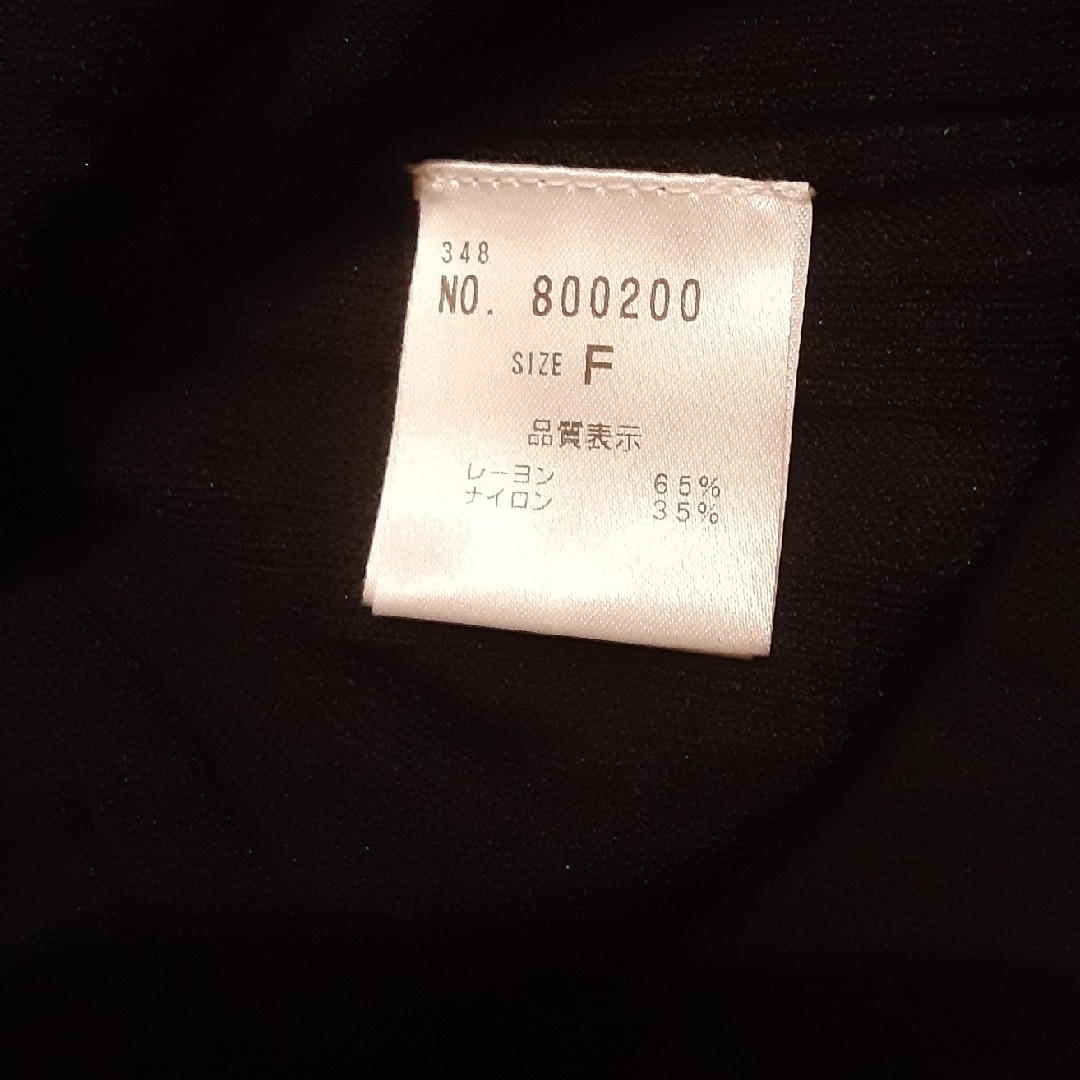 348
NO. 800200
SIZE F
品質表示
レーヨン 65%
ナイロン 35%